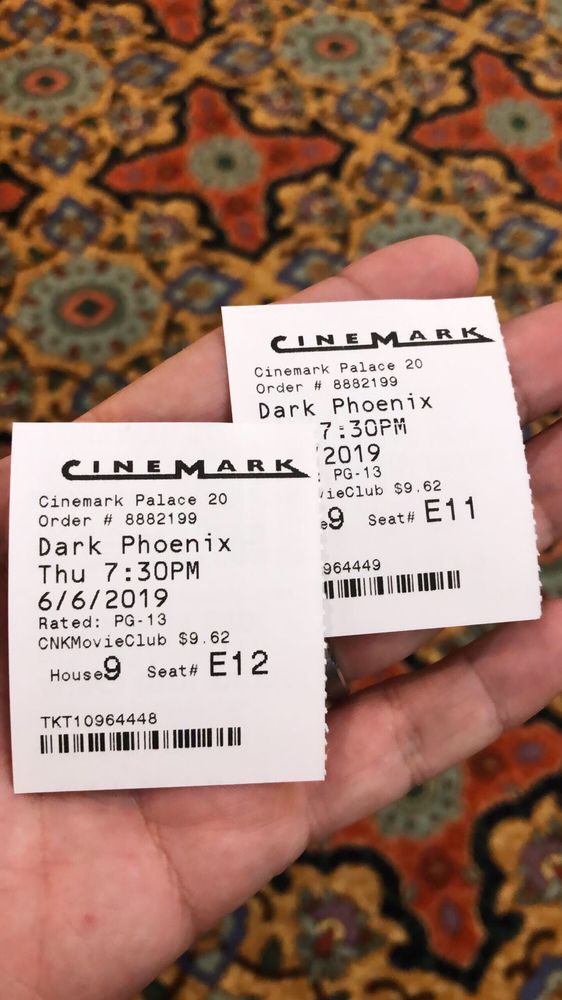 CINEMARK
Cinemark Palace 20
Order # 8882199
Dark Phoenix
7:30PM
/2019
: PG-13
vieClub $9.62
9 Seat# E11
964449
CINEMARK
Cinemark Palace 20
Order # 8882199
Dark Phoenix
Thu 7:30PM
6/6/2019
Rated: PG-13
CNKMovieClub $9.62
House9 Seat# E12
TKT10964448